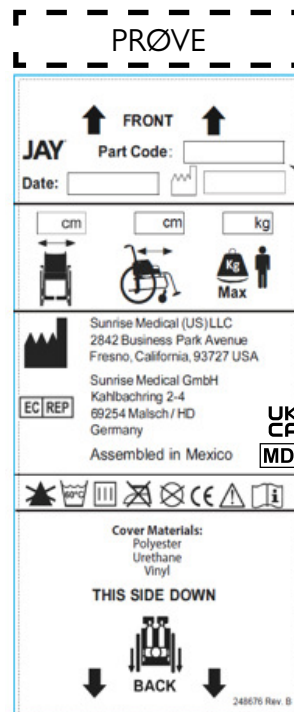 PRØVE
FRONT
JAY
Part Code:
Date:
cm cm kg
Kg
Max
Sunrise Medical (US) LLC
2842 Business Park Avenue
Fresno, California, 93727 USA
EC REP
Sunrise Medical GmbH
Kahlbachring 2-4
69254 Malsch / HD
Germany
UK
CA
Assembled in Mexico
MD
60°C CE i
Cover Materials:
Polyester
Urethane
Vinyl
THIS SIDE DOWN
BACK
248676 Rev. B